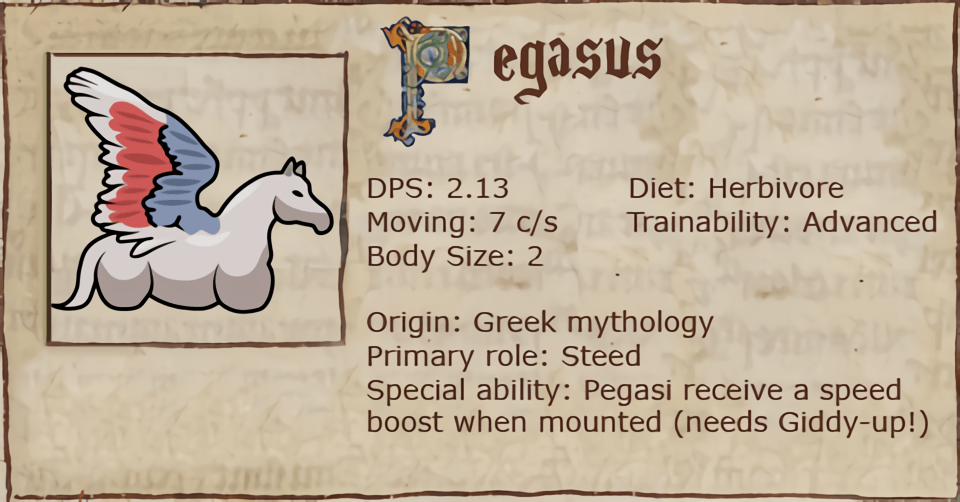 Pegasus
DPS: 2.13
Diet: Herbivore
Moving: 7 c/s
Trainability: Advanced
Body Size: 2
Origin: Greek mythology
Primary role: Steed
Special ability: Pegasi receive a speed
boost when mounted (needs Giddy-up!)